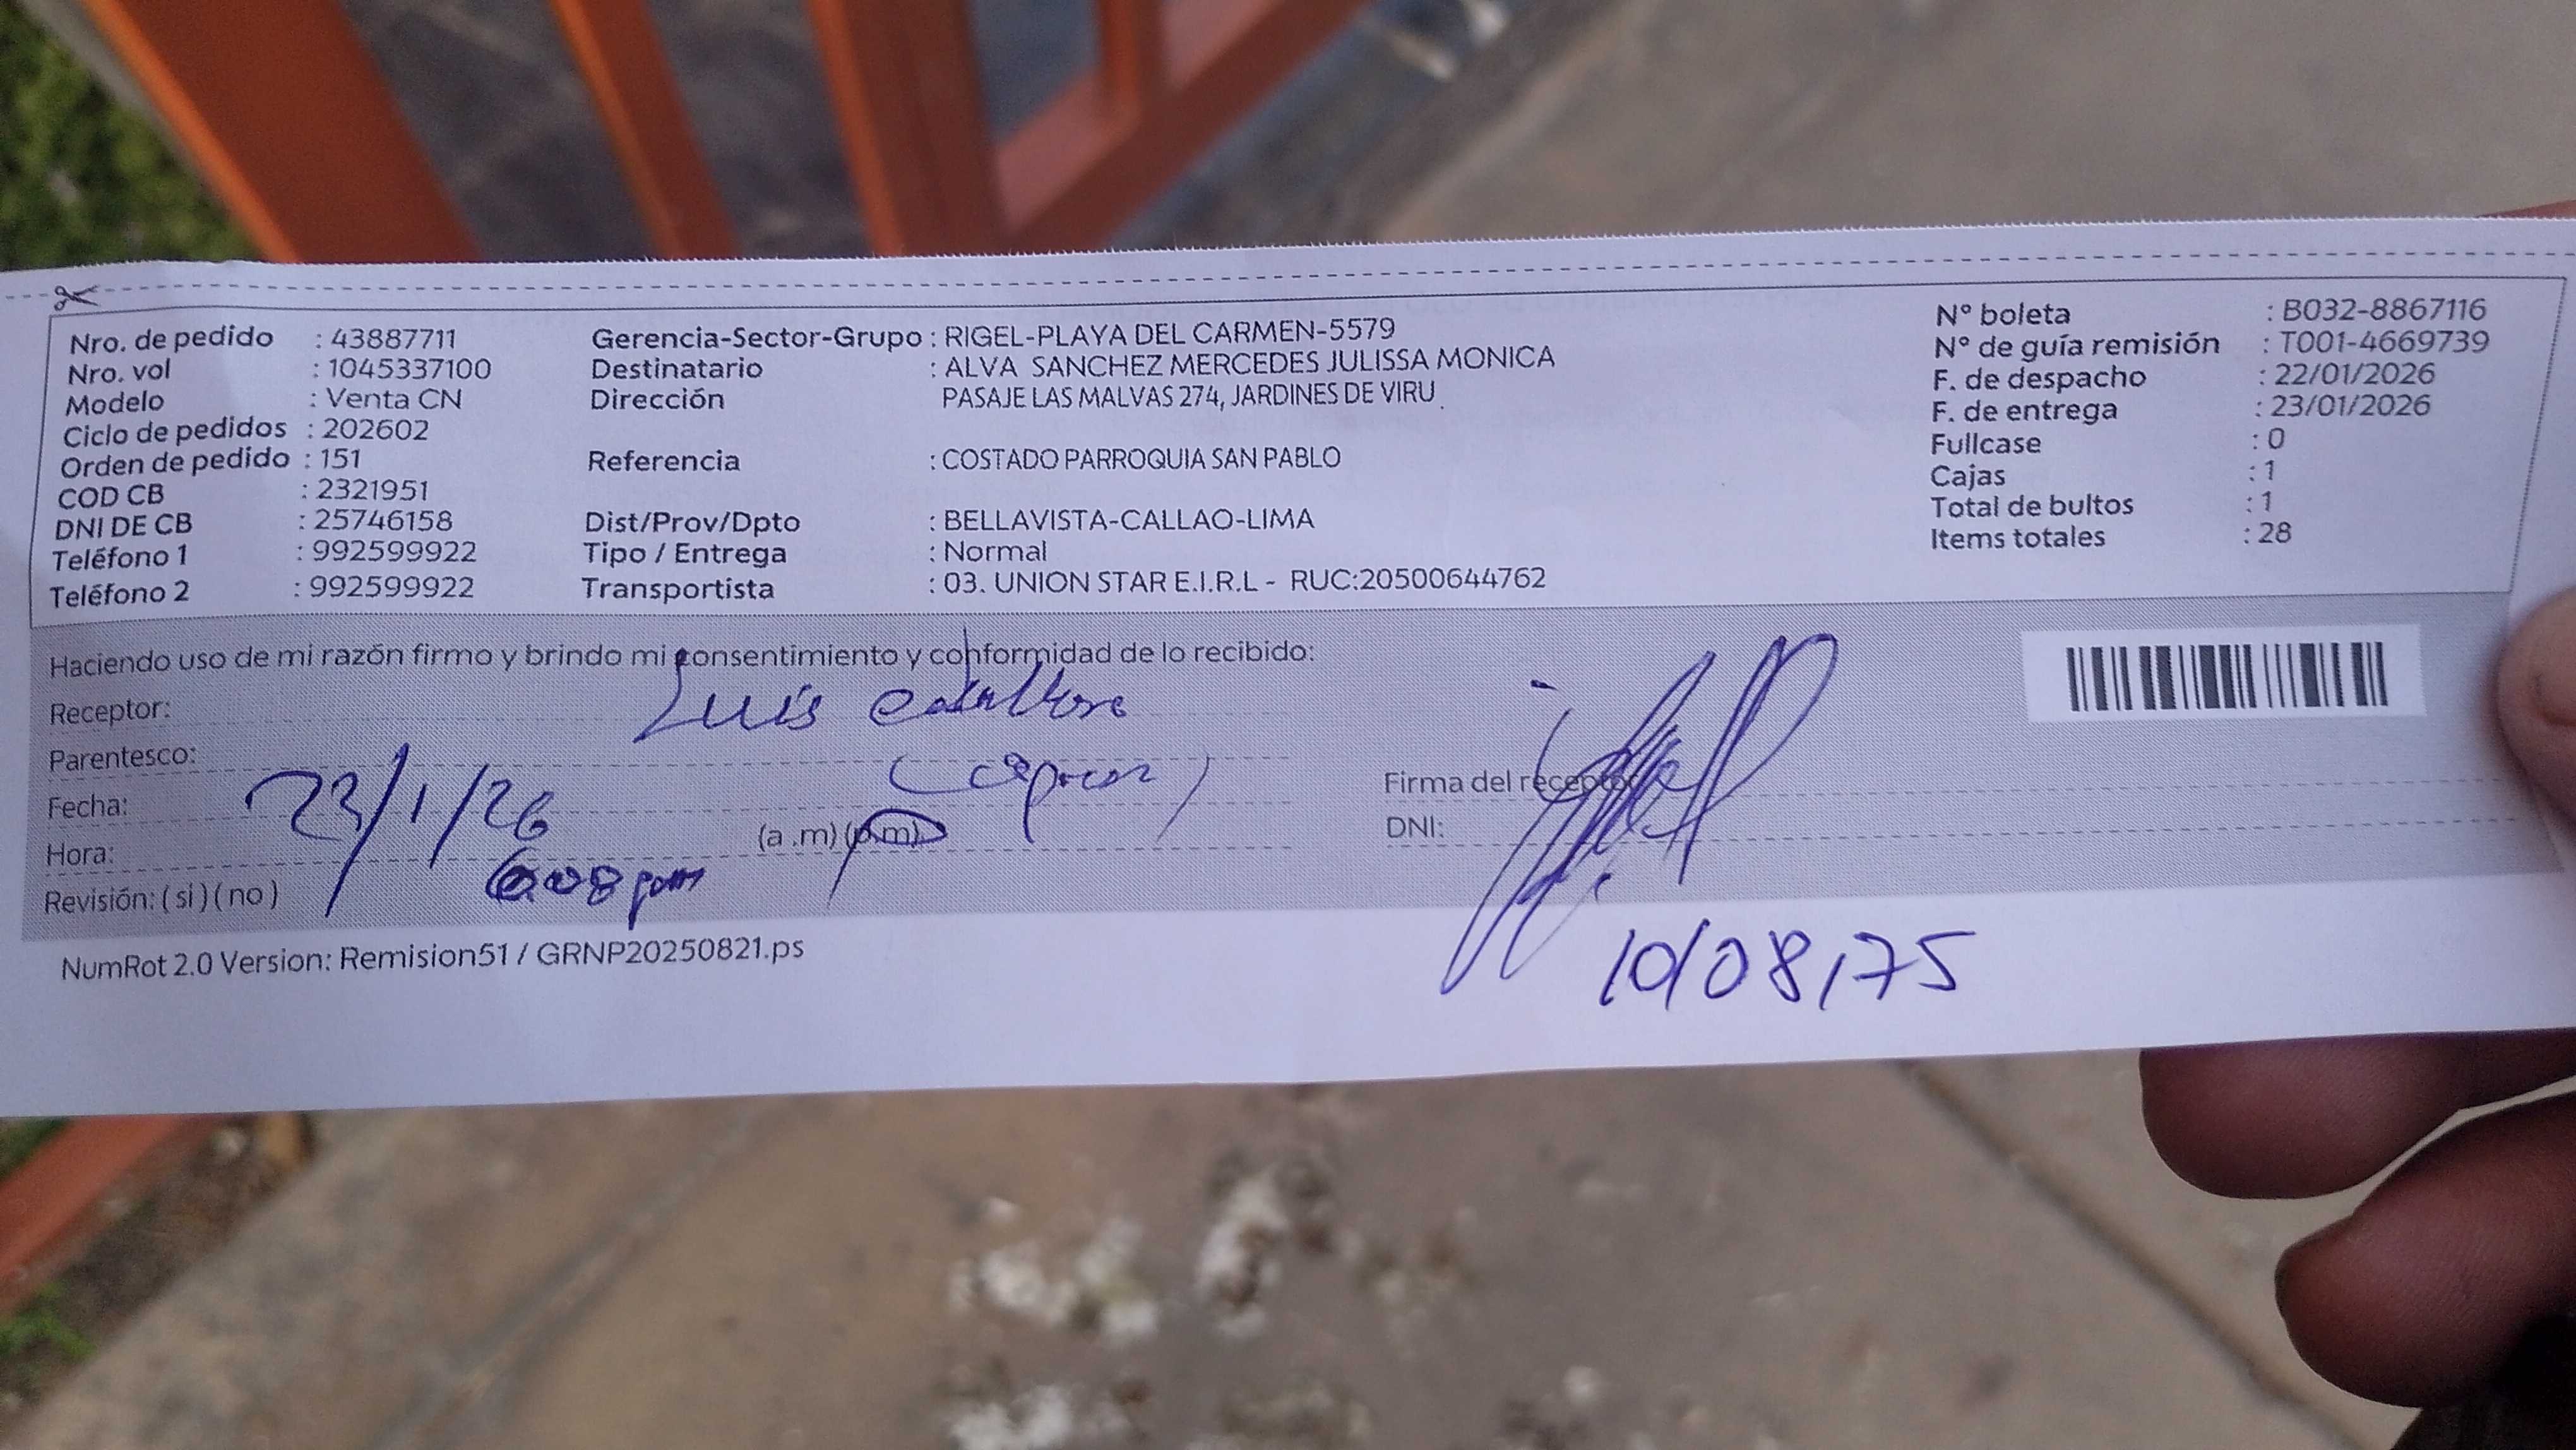 Nro. de pedido : 43887711
Nro. vol : 1045337100
Modelo : Venta CN
Ciclo de pedidos : 202602
Orden de pedido : 151
COD CB : 2321951
DNI DE CB : 25746158
Teléfono 1 : 992599922
Teléfono 2 : 992599922
Gerencia-Sector-Grupo : RIGEL-PLAYA DEL CARMEN-5579
Destinatario : ALVA SANCHEZ MERCEDES JULISSA MONICA
Dirección PASAJE LAS MALVAS 274, JARDINES DE VIRU
Referencia : COSTADO PARROQUIA SAN PABLO
Dist/Prov/Dpto : BELLAVISTA-CALLAO-LIMA
Tipo / Entrega : Normal
Transportista : 03. UNION STAR E.I.R.L - RUC:20500644762
N° boleta : B032-8867116
N° de guía remisión : T001-4669739
F. de despacho : 22/01/2026
F. de entrega : 23/01/2026
Fullcase : 0
Cajas : 1
Total de bultos : 1
Items totales : 28
Haciendo uso de mi razón firmo y brindo mi consentimiento y conformidad de lo recibido:
Receptor: Luis
Parentesco:
Fecha: 23/1/26
Hora: (a .m) (p.m)
Revisión: ( si ) ( no )
Firma del receptor
DNI:
10/08,75
NumRot 2.0 Version: Remision51 / GRNP20250821.ps